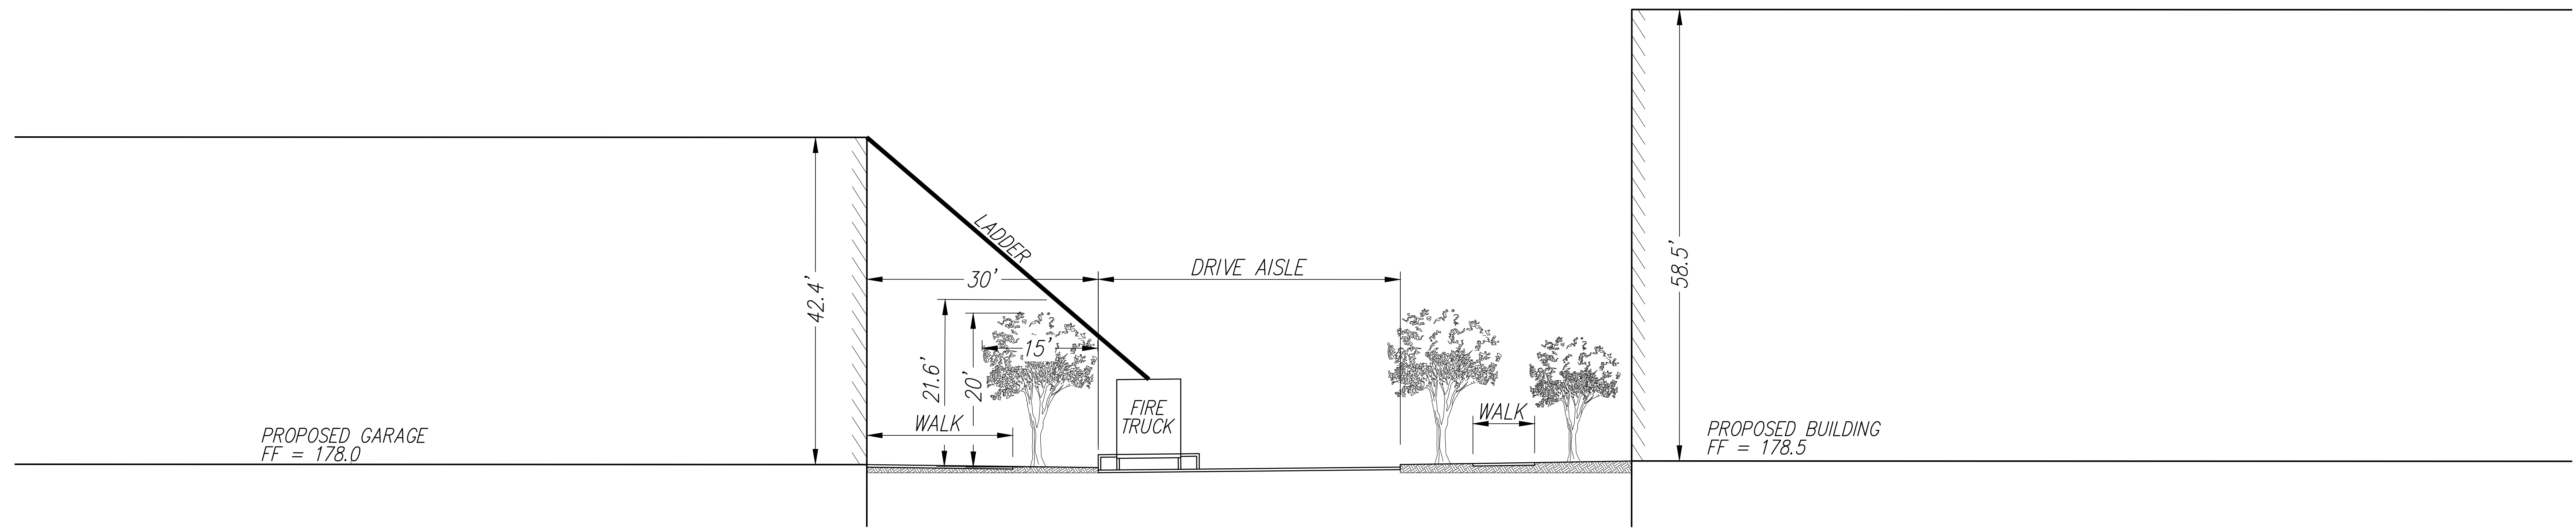 LADDER
30'
DRIVE AISLE
42.4'
58.5'
15'
21.6'
20'
WALK
FIRE
TRUCK
WALK
PROPOSED GARAGE
FF = 178.0
PROPOSED BUILDING
FF = 178.5